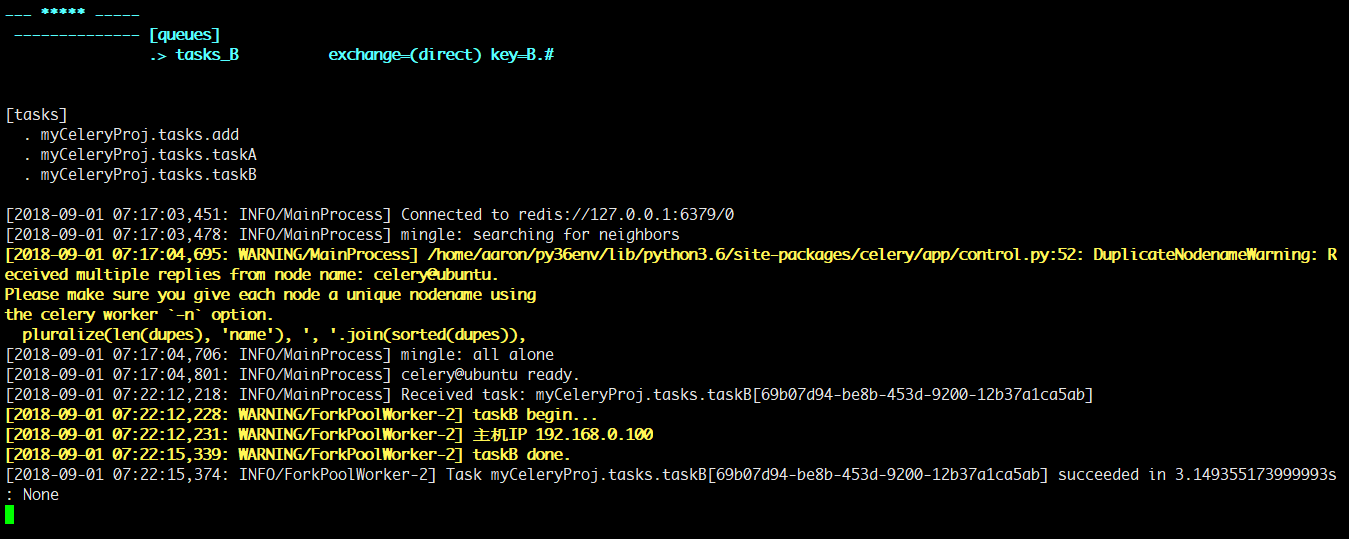 --- ***** -----
 -------------- [queues]
                .> tasks_B          exchange=(direct) key=B.#
[tasks]
  . myCeleryProj.tasks.add
  . myCeleryProj.tasks.taskA
  . myCeleryProj.tasks.taskB
[2018-09-01 07:17:03,451: INFO/MainProcess] Connected to redis://127.0.0.1:6379/0
[2018-09-01 07:17:03,478: INFO/MainProcess] mingle: searching for neighbors
[2018-09-01 07:17:04,695: WARNING/MainProcess] /home/aaron/py36env/lib/python3.6/site-packages/celery/app/control.py:52: DuplicateNodenameWarning: R
eceived multiple replies from node name: celery@ubuntu.
Please make sure you give each node a unique nodename using
the celery worker `-n` option.
  pluralize(len(dupes), 'name'), ', '.join(sorted(dupes)),
[2018-09-01 07:17:04,706: INFO/MainProcess] mingle: all alone
[2018-09-01 07:17:04,801: INFO/MainProcess] celery@ubuntu ready.
[2018-09-01 07:22:12,218: INFO/MainProcess] Received task: myCeleryProj.tasks.taskB[69b07d94-be8b-453d-9200-12b37a1ca5ab]
[2018-09-01 07:22:12,228: WARNING/ForkPoolWorker-2] taskB begin...
[2018-09-01 07:22:12,231: WARNING/ForkPoolWorker-2] 主机IP 192.168.0.100
[2018-09-01 07:22:15,339: WARNING/ForkPoolWorker-2] taskB done.
[2018-09-01 07:22:15,374: INFO/ForkPoolWorker-2] Task myCeleryProj.tasks.taskB[69b07d94-be8b-453d-9200-12b37a1ca5ab] succeeded in 3.149355173999993s
: None